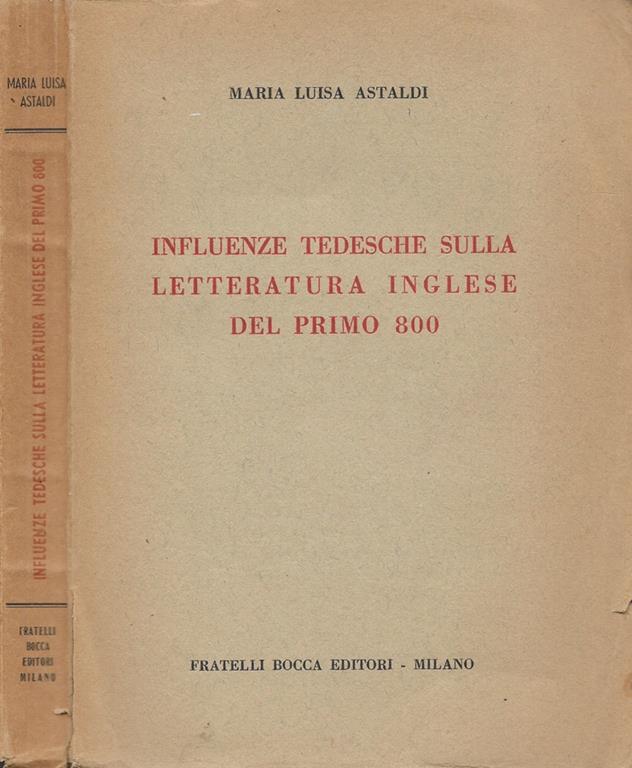 MARIA LUISA
ASTALDI
INFLUENZE TEDESCHE SULLA LETTERATURA INGLESE DEL PRIMO 800
FRATELLI
BOCCA
EDITORI
MILANO
MARIA LUISA ASTALDI
INFLUENZE TEDESCHE SULLA
LETTERATURA INGLESE
DEL PRIMO 800
FRATELLI BOCCA EDITORI - MILANO